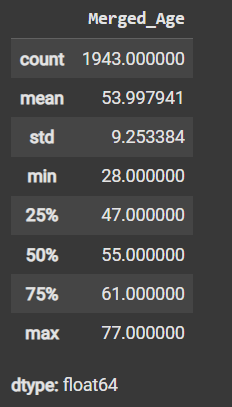 Merged_Age
count 1943.000000
mean 53.997941
std 9.253384
min 28.000000
25% 47.000000
50% 55.000000
75% 61.000000
max 77.000000
dtype: float64